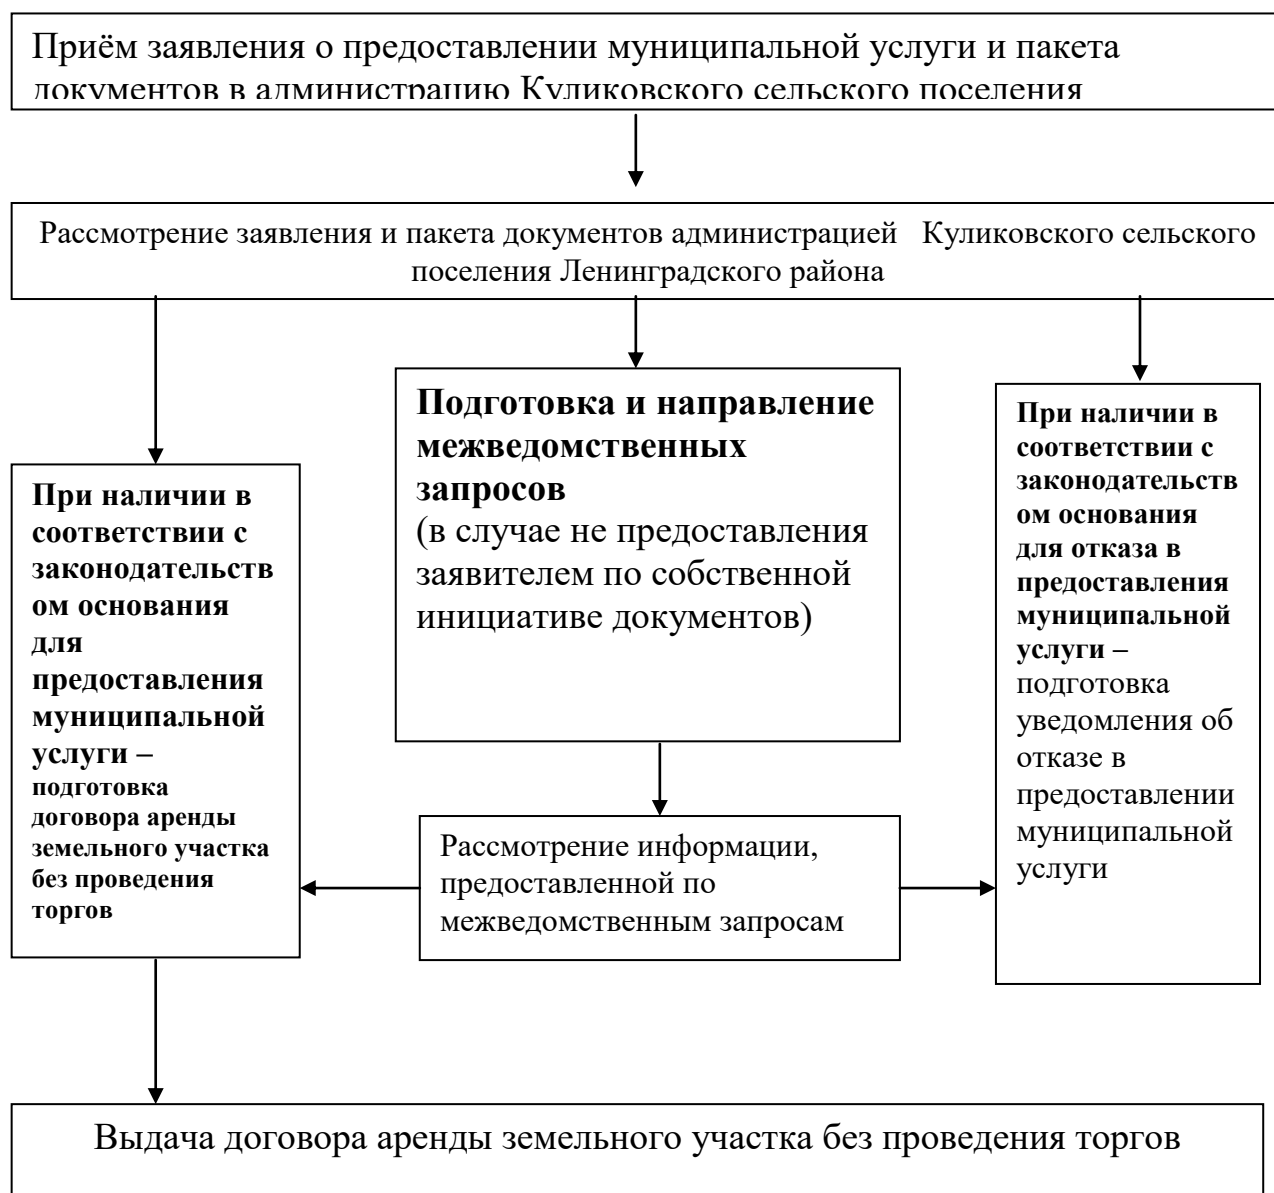 Приём заявления о предоставлении муниципальной услуги и пакета
документов в администрацию Куликовского сельского поселения
Рассмотрение заявления и пакета документов администрацией Куликовского сельского
поселения Ленинградского района
При наличии в
соответствии с
законодательств
ом основания
для
предоставления
муниципальной
услуги –
подготовка
договора аренды
земельного участка
без проведения
торгов
Подготовка и направление
межведомственных
запросов
(в случае не предоставления
заявителем по собственной
инициативе документов)
При наличии в
соответствии с
законодательств
ом основания
для отказа в
предоставления
муниципальной
услуги –
подготовка
уведомления об
отказе в
предоставлении
муниципальной
услуги
Рассмотрение информации,
предоставленной по
межведомственным запросам
Выдача договора аренды земельного участка без проведения торгов